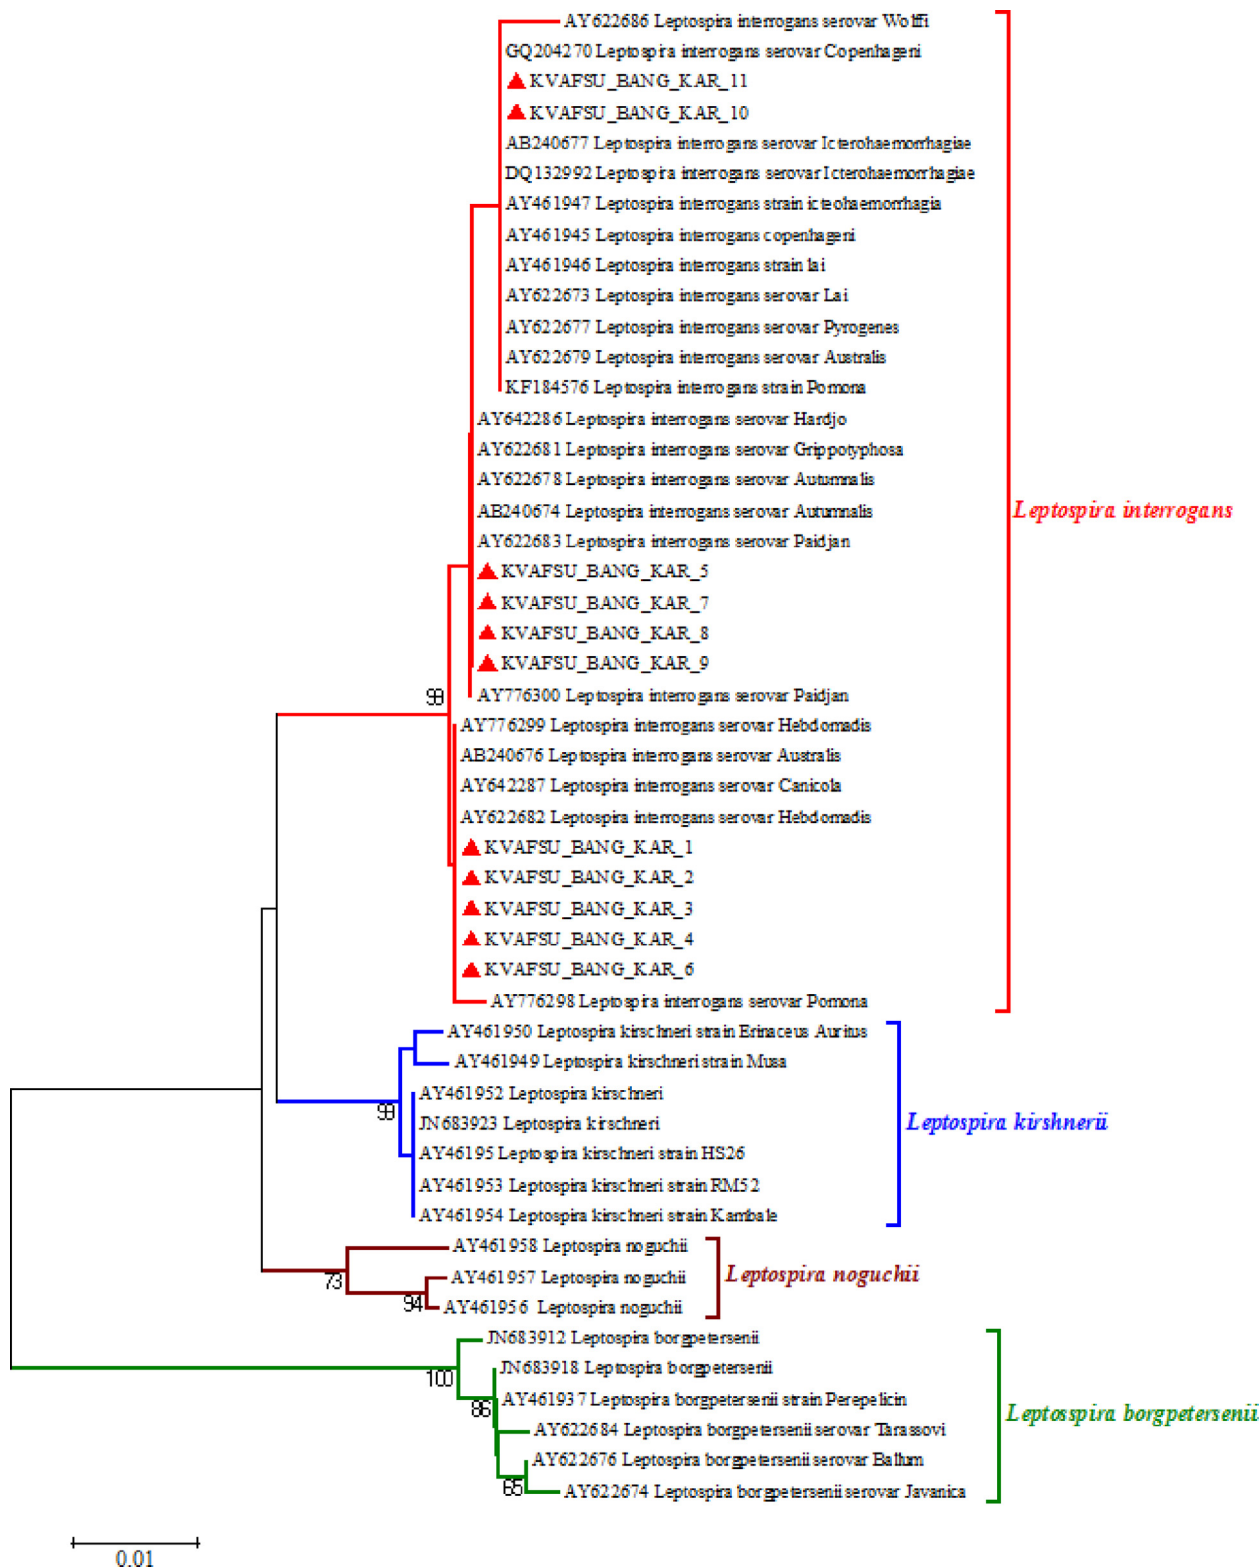 AY622686 Leptospira interrogans serovar Wolffi
GQ204270 Leptospira interrogans serovar Copenhageni
KVAFSU_BANG_KAR_11
KVAFSU_BANG_KAR_10
AB240677 Leptospira interrogans serovar Icterohaemorrhagiae
DQ132992 Leptospira interrogans serovar Icterohaemorrhagiae
AY461947 Leptospira interrogans strain icteohaemorrhagia
AY461945 Leptospira interrogans copenhageni
AY461946 Leptospira interrogans strain lai
AY622673 Leptospira interrogans serovar Lai
AY622677 Leptospira interrogans serovar Pyrogenes
AY622679 Leptospira interrogans serovar Australis
KF184576 Leptospira interrogans strain Pomona
AY642286 Leptospira interrogans serovar Hardjo
AY622681 Leptospira interrogans serovar Grippotyphosa
AY622678 Leptospira interrogans serovar Autumnalis
AB240674 Leptospira interrogans serovar Autumnalis
Leptospira interrogans
AY622683 Leptospira interrogans serovar Paidjan
KVAFSU_BANG_KAR_5
KVAFSU_BANG_KAR_7
KVAFSU_BANG_KAR_8
KVAFSU_BANG_KAR_9
99
AY776300 Leptospira interrogans serovar Paidjan
AY776299 Leptospira interrogans serovar Hebdomadis
AB240676 Leptospira interrogans serovar Australis
AY642287 Leptospira interrogans serovar Canicola
AY622682 Leptospira interrogans serovar Hebdomadis
KVAFSU_BANG_KAR_1
KVAFSU_BANG_KAR_2
KVAFSU_BANG_KAR_3
KVAFSU_BANG_KAR_4
KVAFSU_BANG_KAR_6
AY776298 Leptospira interrogans serovar Pomona
AY461950 Leptospira kirschneri strain Erinaceus Auritus
AY461949 Leptospira kirschneri strain Musa
AY461952 Leptospira kirschneri
99
JN683923 Leptospira kirschneri
Leptospira kirshnerii
AY46195 Leptospira kirschneri strain HS26
AY461953 Leptospira kirschneri strain RM52
AY461954 Leptospira kirschneri strain Kambale
AY461958 Leptospira noguchii
73
AY461957 Leptospira noguchii
Leptospira noguchii
94
AY461956 Leptospira noguchii
JN683912 Leptospira borgpetersenii
100
JN683918 Leptospira borgpetersenii
86
AY461937 Leptospira borgpetersenii strain Perepelicin
Leptosspira borgpetersenii
AY622684 Leptospira borgpetersenii serovar Tarassovi
AY622676 Leptospira borgpetersenii serovar Ballum
65
AY622674 Leptospira borgpetersenii serovar Javanica
0.01